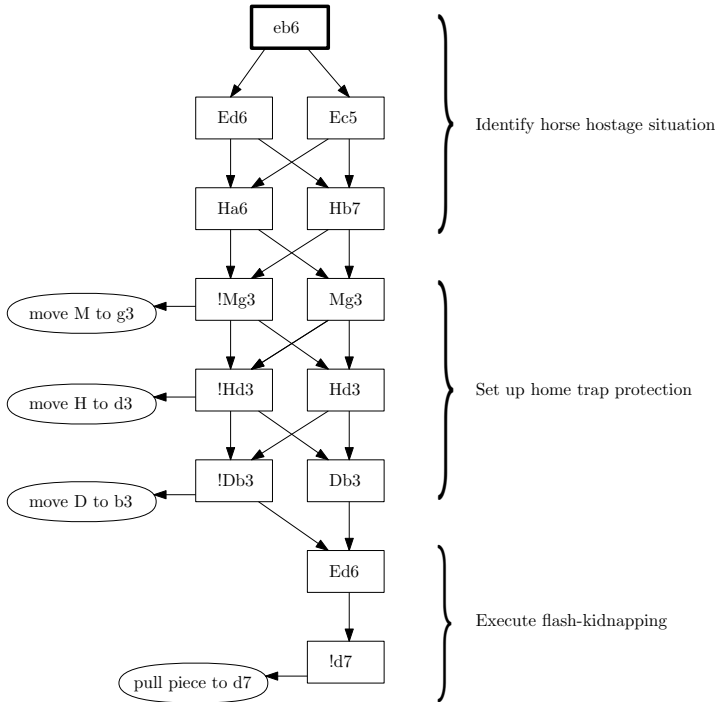 eb6
Ed6 Ec5
Identify horse hostage situation
Ha6 Hb7
!Mg3 Mg3
move M to g3
!Hd3 Hd3
Set up home trap protection
move H to d3
!Db3 Db3
move D to b3
Ed6
Execute flash-kidnapping
!d7
pull piece to d7